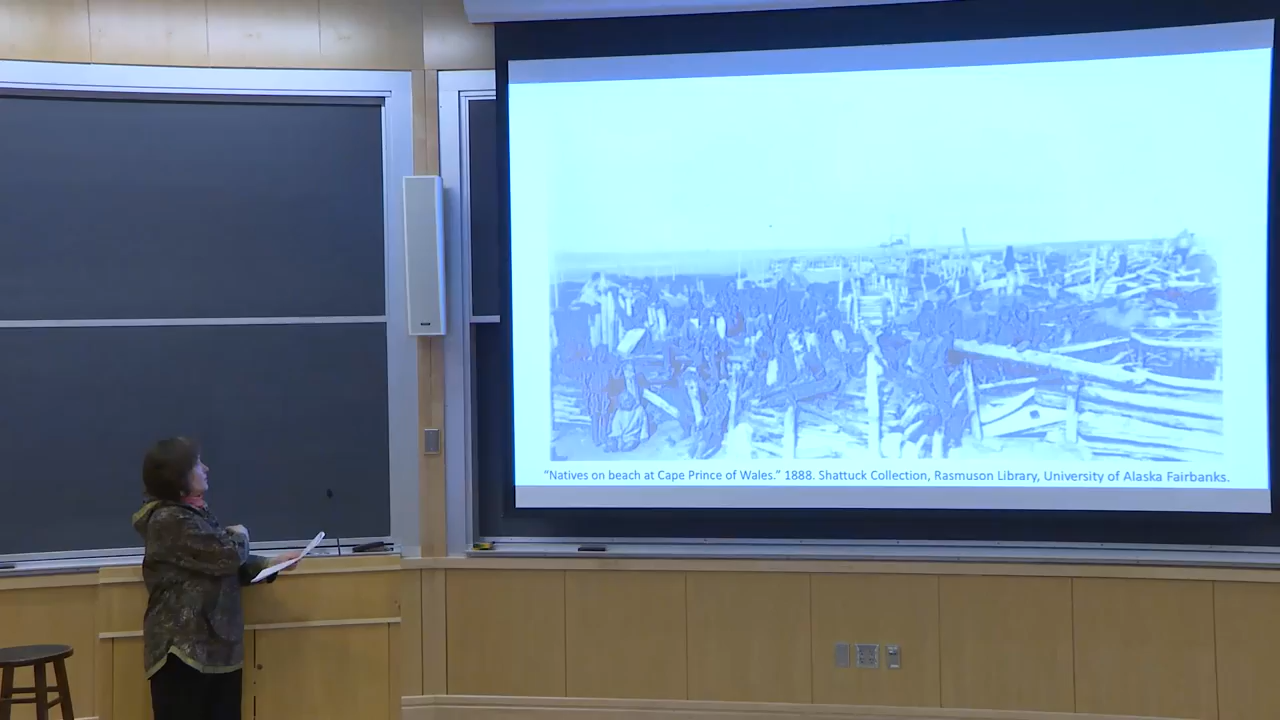 "Natives on beach at Cape Prince of Wales." 1888. Shattuck Collection, Rasmuson Library, University of Alaska Fairbanks.